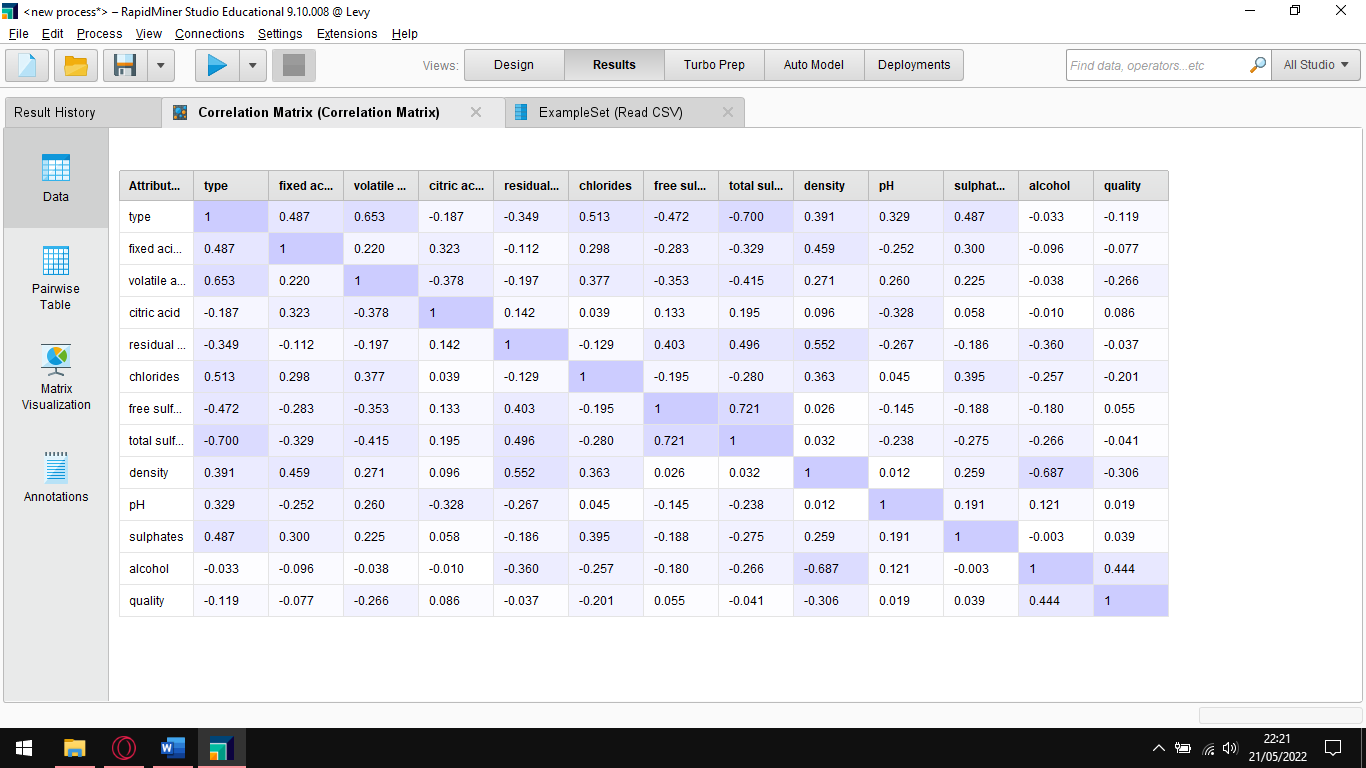 <new process*> – RapidMiner Studio Educational 9.10.008 @ Levy
File Edit Process View Connections Settings Extensions Help
Views: Design Results Turbo Prep Auto Model Deployments Find data, operators...etc All Studio
Result History Correlation Matrix (Correlation Matrix) ExampleSet (Read CSV)
Data
Pairwise
Table
Matrix
Visualization
Annotations
Attribut... type fixed ac... volatile ... citric ac... residual... chlorides free sul... total sul... density pH sulphat... alcohol quality
type 1 0.487 0.653 -0.187 -0.349 0.513 -0.472 -0.700 0.391 0.329 0.487 -0.033 -0.119
fixed aci... 0.487 1 0.220 0.323 -0.112 0.298 -0.283 -0.329 0.459 -0.252 0.300 -0.096 -0.077
volatile a... 0.653 0.220 1 -0.378 -0.197 0.377 -0.353 -0.415 0.271 0.260 0.225 -0.038 -0.266
citric acid -0.187 0.323 -0.378 1 0.142 0.039 0.133 0.195 0.096 -0.328 0.058 -0.010 0.086
residual ... -0.349 -0.112 -0.197 0.142 1 -0.129 0.403 0.496 0.552 -0.267 -0.186 -0.360 -0.037
chlorides 0.513 0.298 0.377 0.039 -0.129 1 -0.195 -0.280 0.363 0.045 0.395 -0.257 -0.201
free sulf... -0.472 -0.283 -0.353 0.133 0.403 -0.195 1 0.721 0.026 -0.145 -0.188 -0.180 0.055
total sulf... -0.700 -0.329 -0.415 0.195 0.496 -0.280 0.721 1 0.032 -0.238 -0.275 -0.266 -0.041
density 0.391 0.459 0.271 0.096 0.552 0.363 0.026 0.032 1 0.012 0.259 -0.687 -0.306
pH 0.329 -0.252 0.260 -0.328 -0.267 0.045 -0.145 -0.238 0.012 1 0.191 0.121 0.019
sulphates 0.487 0.300 0.225 0.058 -0.186 0.395 -0.188 -0.275 0.259 0.191 1 -0.003 0.039
alcohol -0.033 -0.096 -0.038 -0.010 -0.360 -0.257 -0.180 -0.266 -0.687 0.121 -0.003 1 0.444
quality -0.119 -0.077 -0.266 0.086 -0.037 -0.201 0.055 -0.041 -0.306 0.019 0.039 0.444 1
22:21
21/05/2022